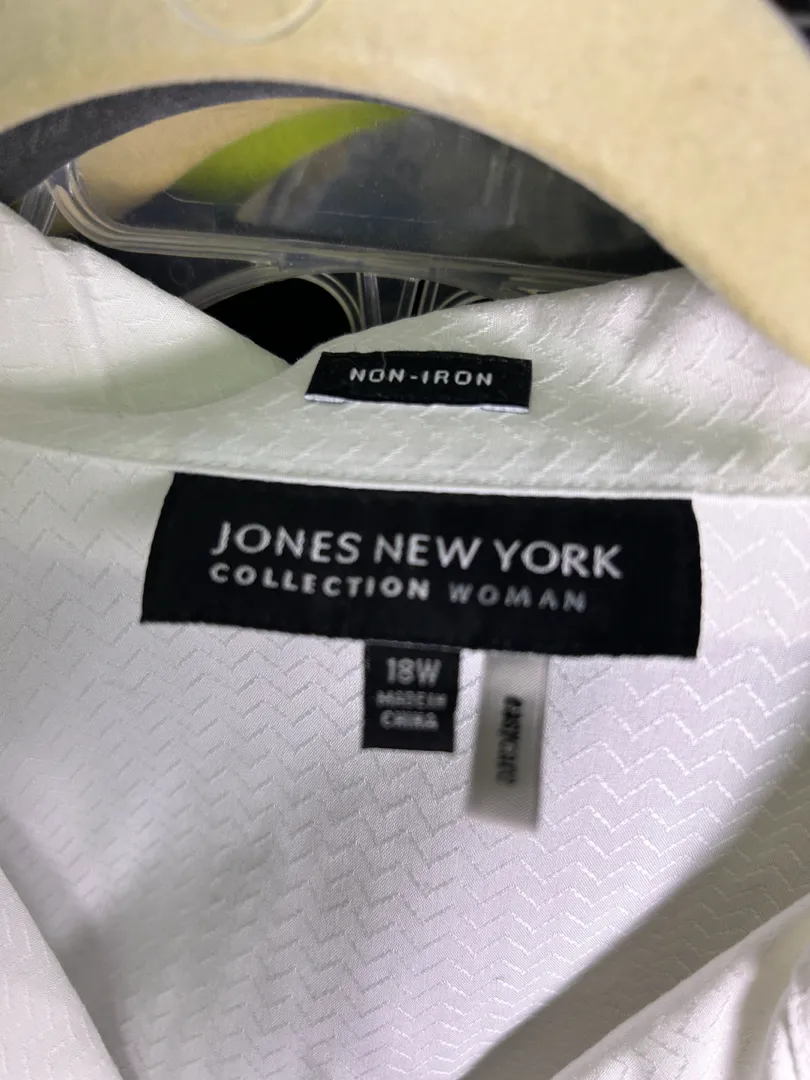 NON-IRON
JONES NEW YORK
COLLECTION WOMAN
18W
MADE IN
CHINA